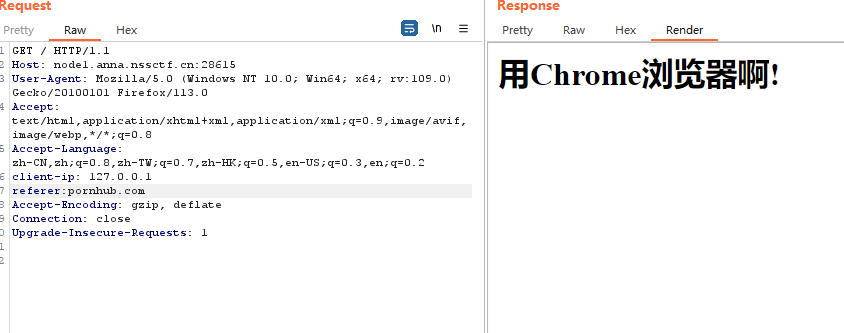 Request
Response
Pretty Raw Hex
\n
Pretty Raw Hex Render
1 GET / HTTP/1.1
2 Host: node1.anna.nssctf.cn:28615
3 User-Agent: Mozilla/5.0 (Windows NT 10.0; Win64; x64; rv:109.0)
Gecko/20100101 Firefox/113.0
4 Accept:
text/html,application/xhtml+xml,application/xml;q=0.9,image/avif,
image/webp,*/*;q=0.8
5 Accept-Language:
zh-CN,zh;q=0.8,zh-TW;q=0.7,zh-HK;q=0.5,en-US;q=0.3,en;q=0.2
6 client-ip: 127.0.0.1
7 referer:pornhub.com
8 Accept-Encoding: gzip, deflate
9 Connection: close
0 Upgrade-Insecure-Requests: 1
1
2
用Chrome浏览器啊!